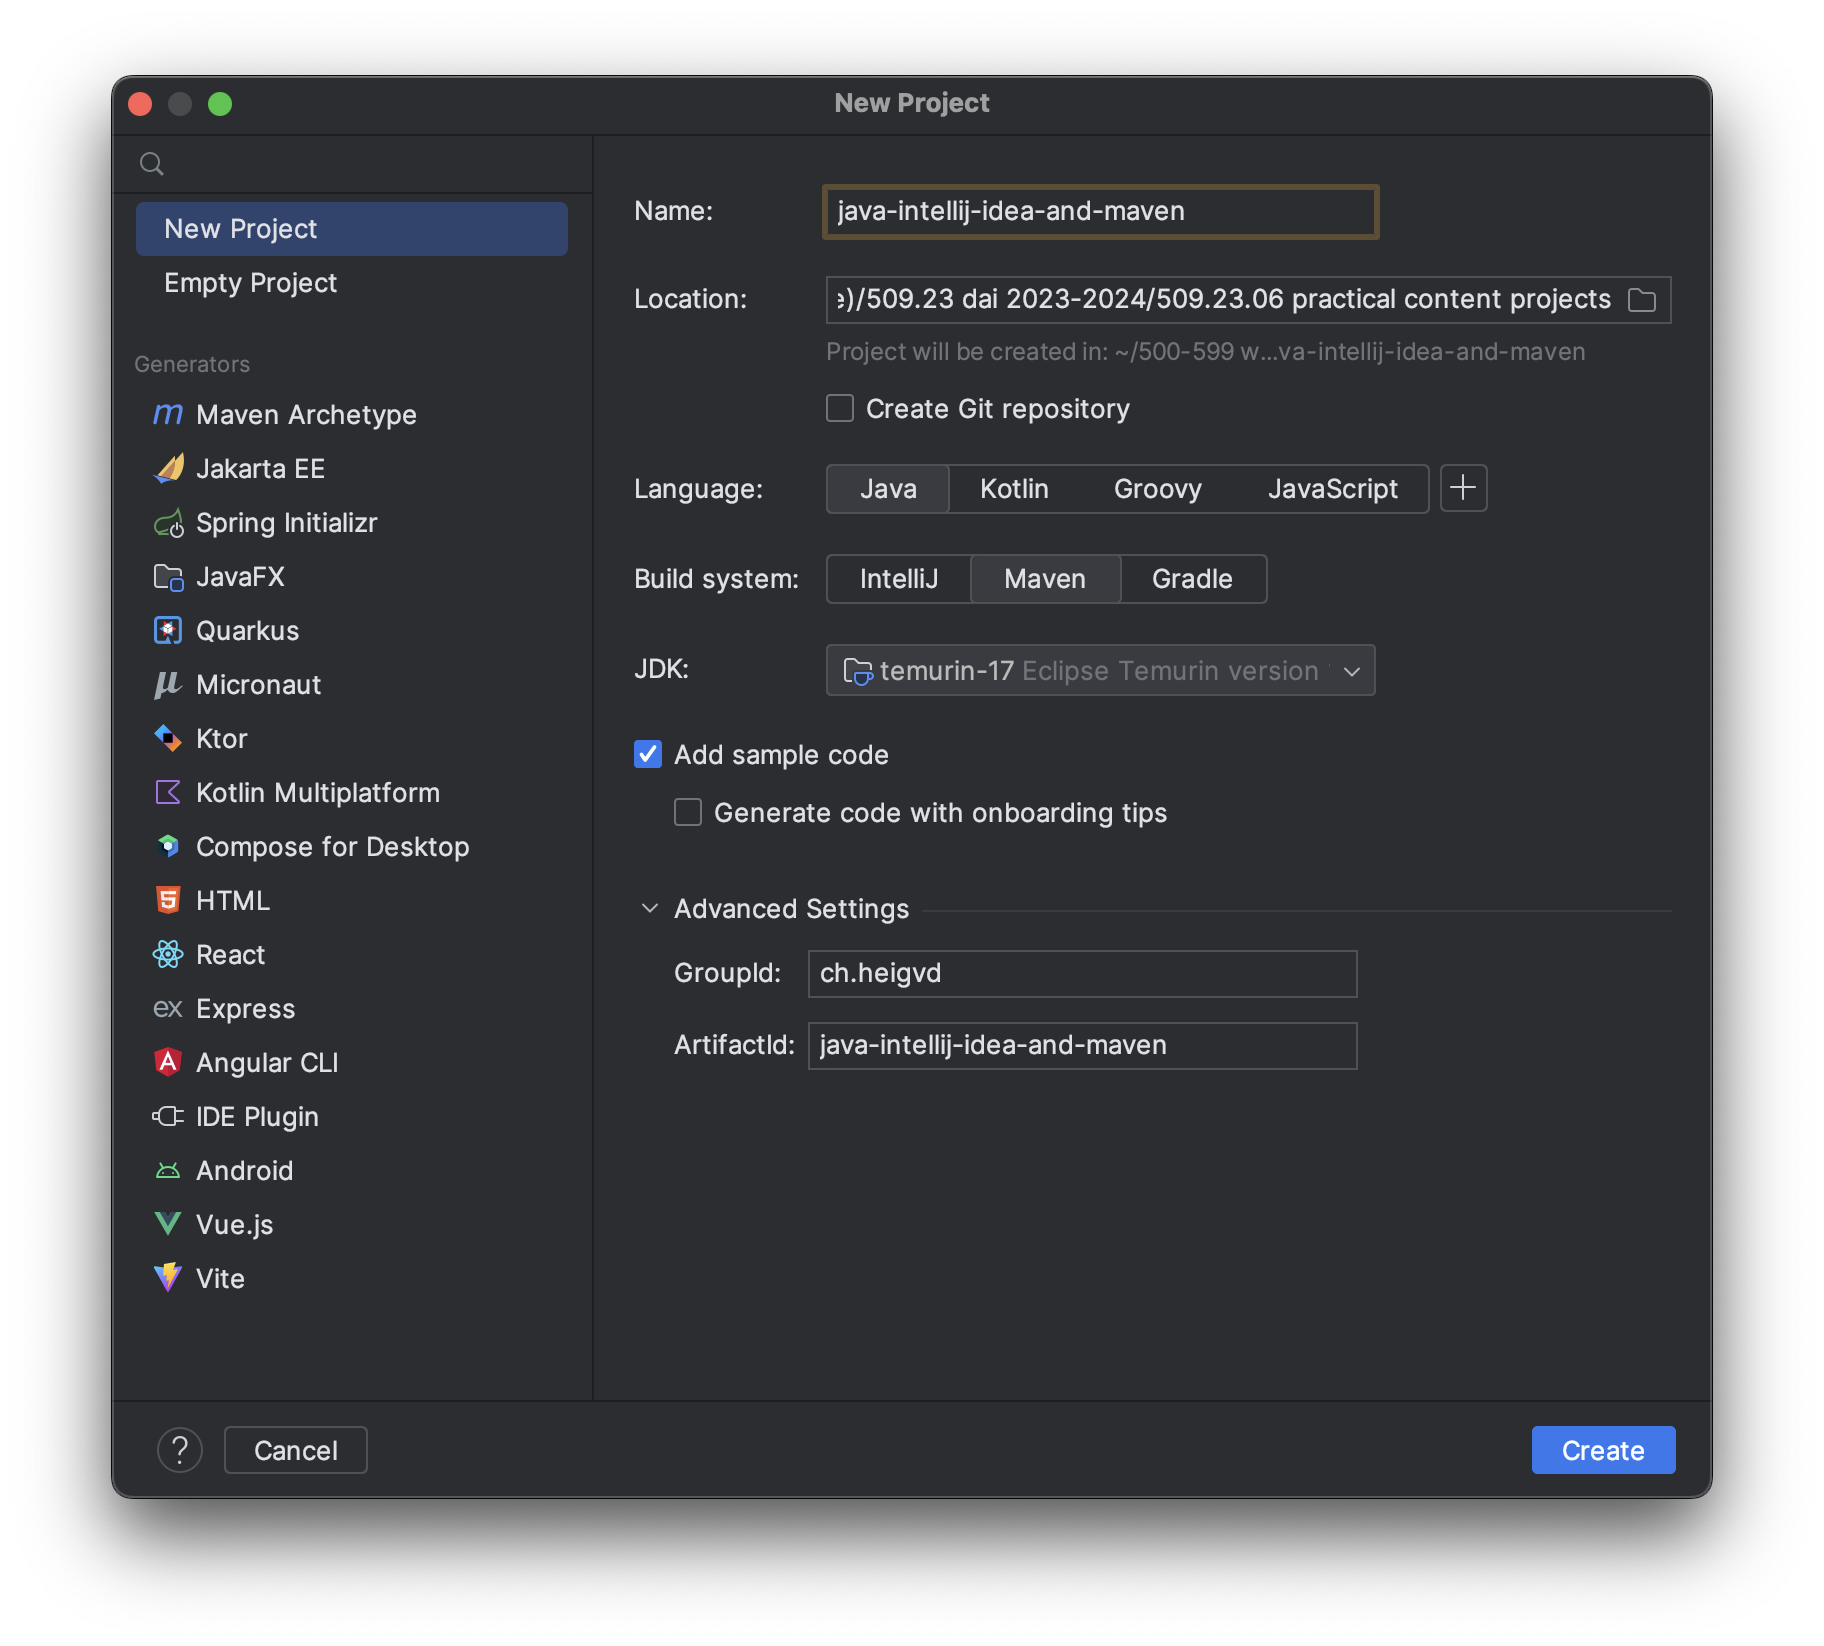 New Project
New Project
Empty Project
Generators
Maven Archetype
Jakarta EE
Spring Initializr
JavaFX
Quarkus
Micronaut
Ktor
Kotlin Multiplatform
Compose for Desktop
HTML
React
ex Express
Angular CLI
IDE Plugin
Android
Vue.js
Vite
Name: java-intellij-idea-and-maven
Location: e)/509.23 dai 2023-2024/509.23.06 practical content projects
Project will be created in: ~/500-599 w...va-intellij-idea-and-maven
Create Git repository
Language: Java Kotlin Groovy JavaScript +
Build system: IntelliJ Maven Gradle
JDK: temurin-17 Eclipse Temurin version
Add sample code
Generate code with onboarding tips
Advanced Settings
GroupId: ch.heigvd
ArtifactId: java-intellij-idea-and-maven
? Cancel Create